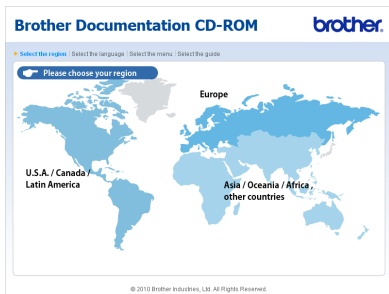 Brother Documentation CD-ROM
brother.
Select the region | Select the language | Select the menu | Select the guide
Please choose your region
Europe
U.S.A. / Canada /
Latin America
Asia / Oceania / Africa ,
other countries
© 2010 Brother Industries, Ltd. All Rights Reserved.